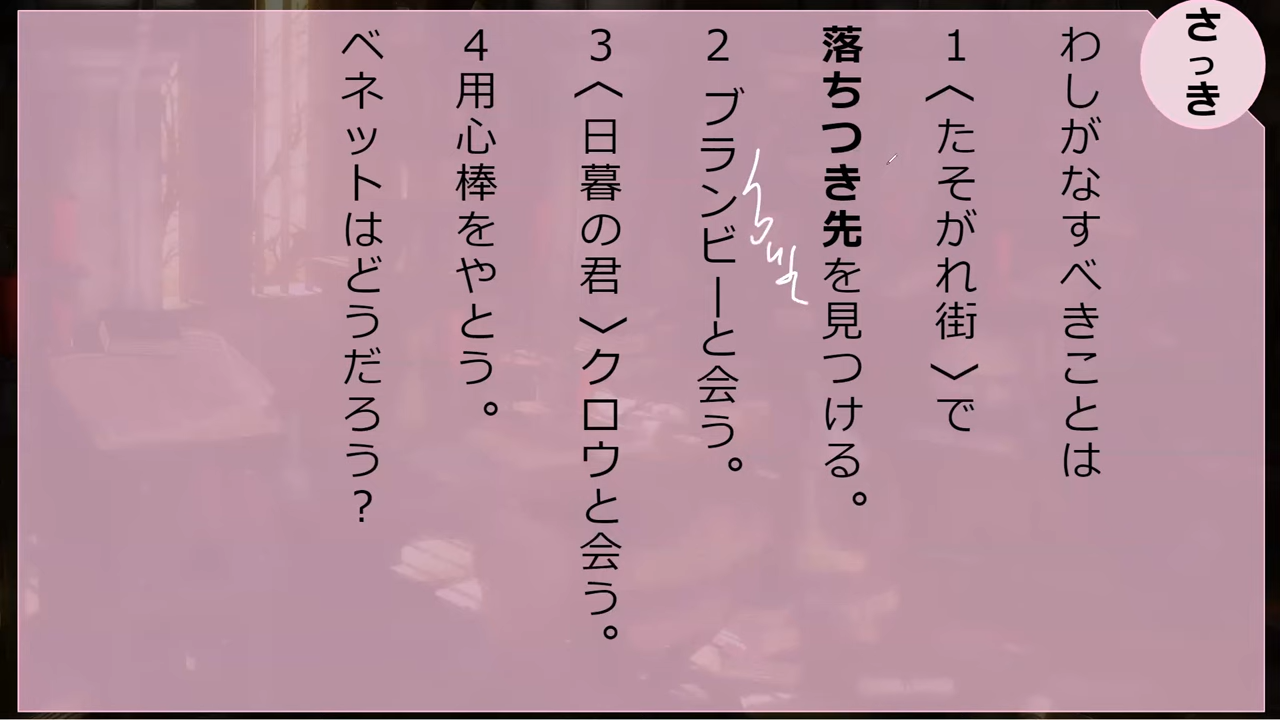 さっき
わしがなすべきことは
1〈たそがれ街〉で
落ちつき先を見つける。
2 ブランビーと会う。
3〈日暮の君〉クロウと会う。
4用心棒をやとう。
ベネットはどうだろう?